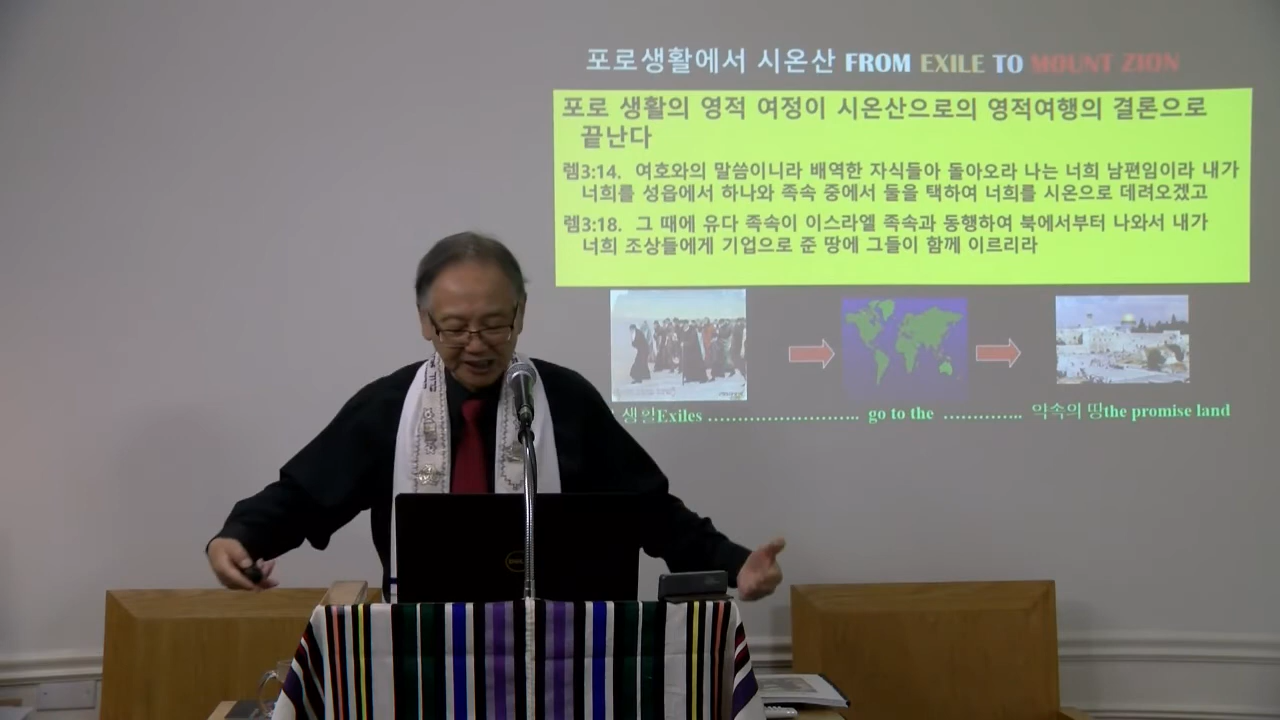 포로생활에서 시온산 FROM EXILE TO MOUNT ZION
포로 생활의 영적 여정이 시온산으로의 영적여행의 결론으로
끝난다
렘3:14. 여호와의 말씀이니라 배역한 자식들아 돌아오라 나는 너희 남편임이라 내가
너희를 성읍에서 하나와 족속 중에서 둘을 택하여 너희를 시온으로 데려오겠고
렘3:18. 그 때에 유다 족속이 이스라엘 족속과 동행하여 북에서부터 나와서 내가
너희 조상들에게 기업으로 준 땅에 그들이 함께 이르리라
생활Exiles ........................ go to the ............. 약속의 땅the promise land
DELL